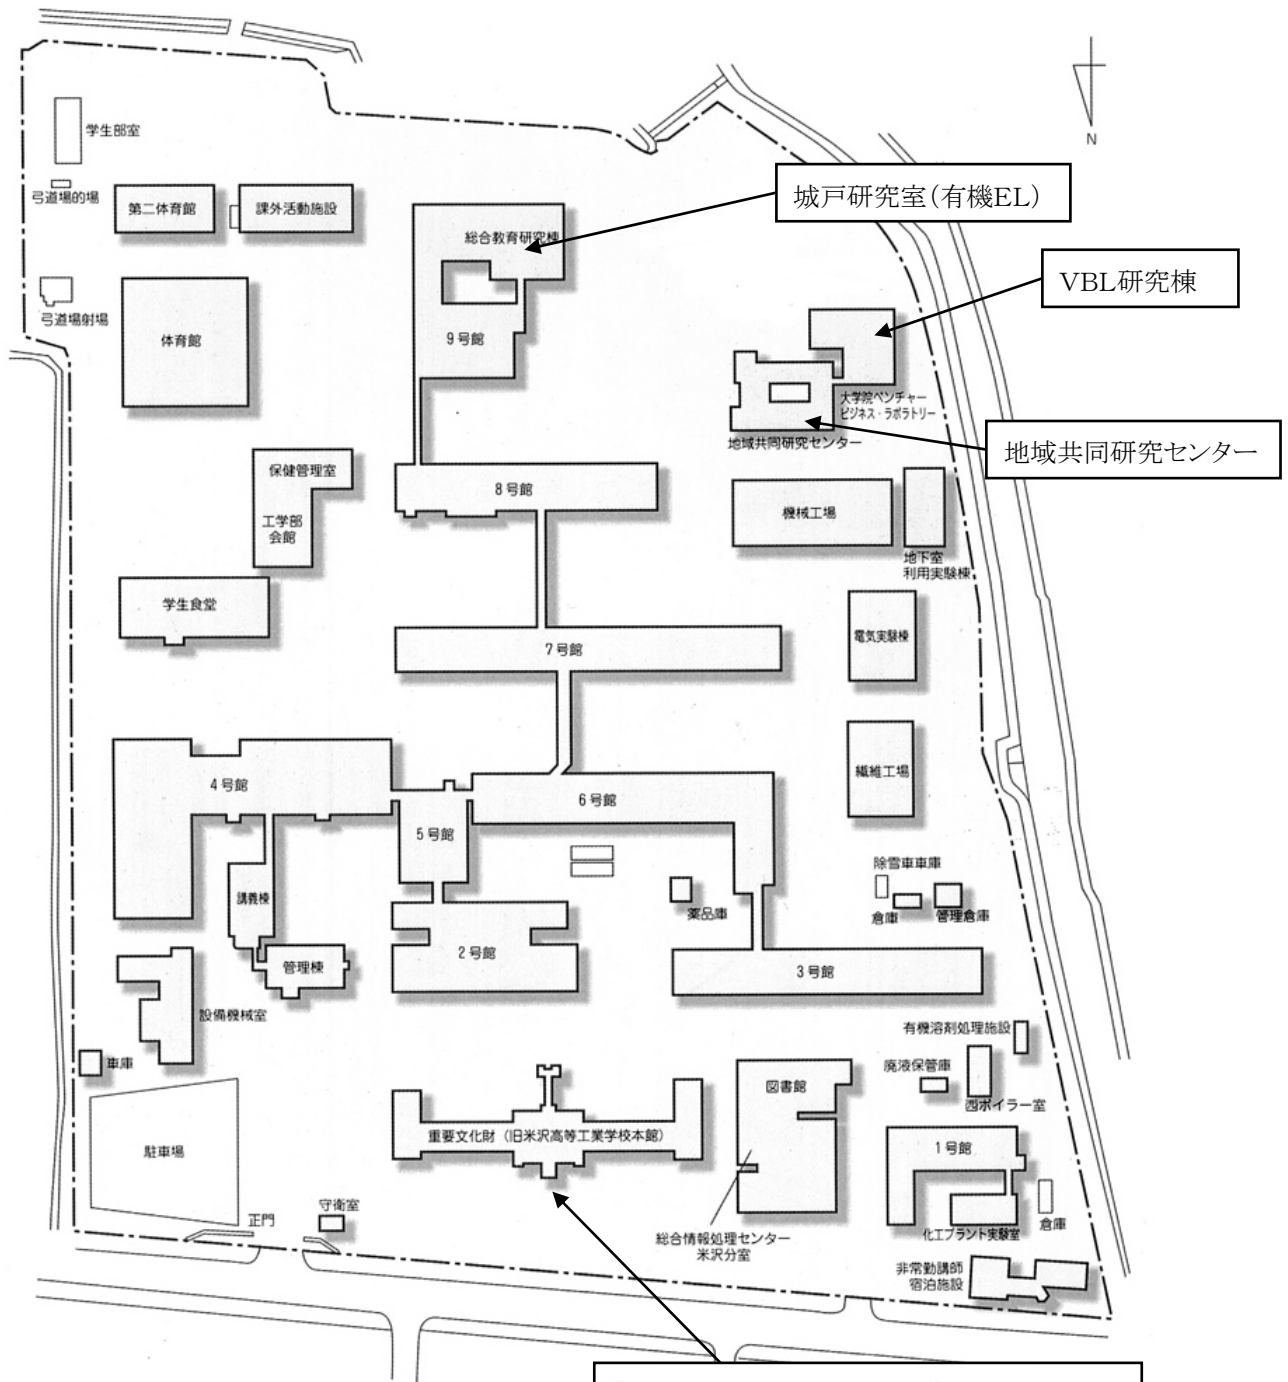 N
学生部室
弓道場的場
第二体育館
課外活動施設
城戸研究室(有機EL)
総合教育研究棟
VBL研究棟
弓道場射場
体育館
9号館
大学院ベンチャー
ビジネス・ラボラトリー
地域共同研究センター
地域共同研究センター
保健管理室
8号館
工学部
会館
機械工場
地下室
利用実験棟
学生食堂
電気実験棟
7号館
4号館
繊維工場
6号館
5号館
除雪車車庫
講義棟
薬品庫
倉庫
管理倉庫
2号館
管理棟
3号館
設備機械室
有機溶剤処理施設
車庫
廃液保管庫
図書館
西ボイラー室
重要文化財(旧米沢高等工業学校本館)
駐車場
1号館
守衛室
正門
倉庫
化工プラント実験室
総合情報処理センター
米沢分室
非常勤講師
宿泊施設